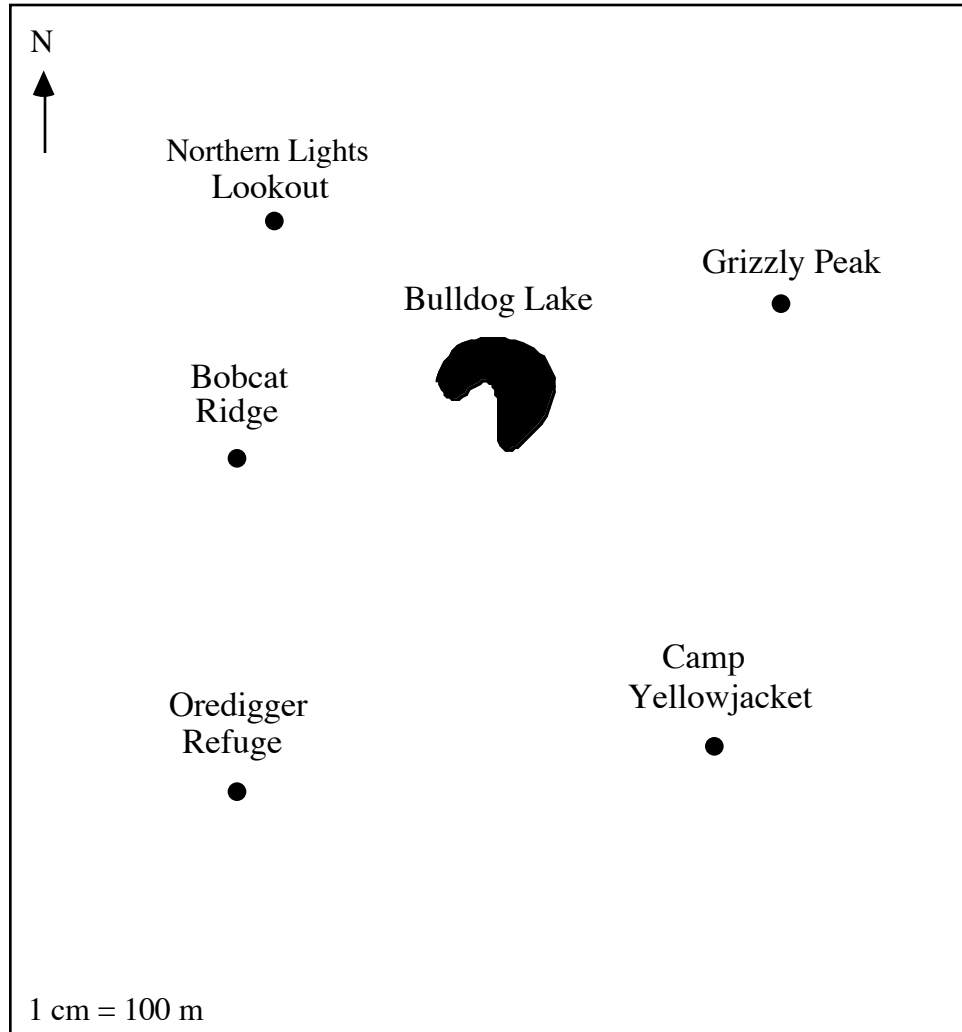 N
Northern Lights
Lookout
Grizzly Peak
Bulldog Lake
Bobcat
Ridge
Camp
Yellowjacket
Oredigger
Refuge
1 cm = 100 m